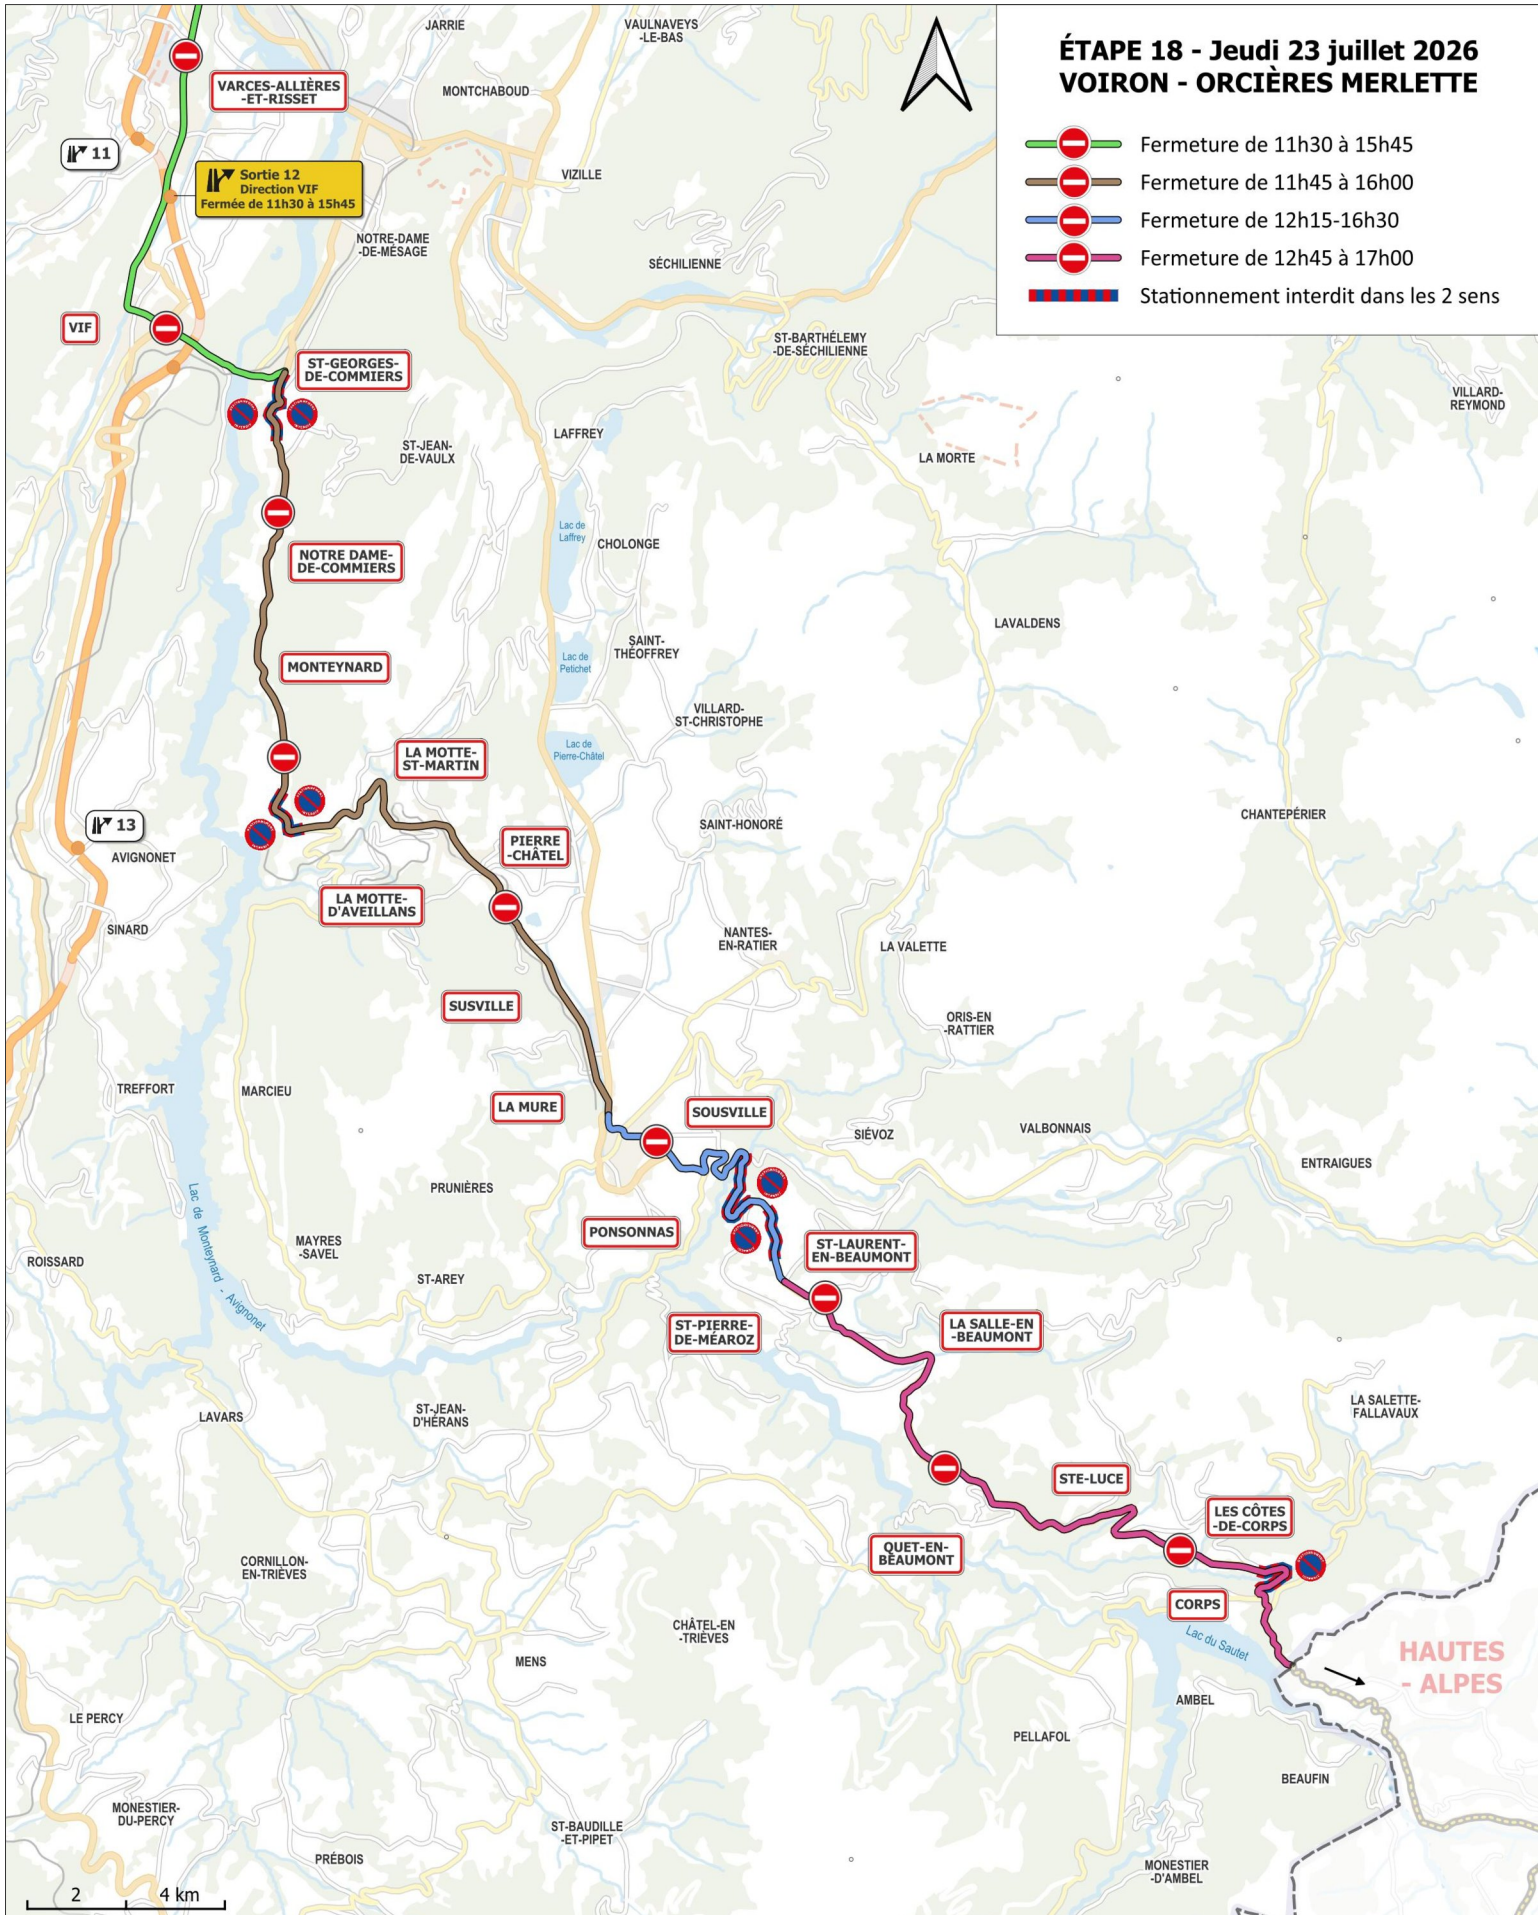 ÉTAPE 18 - Jeudi 23 juillet 2026
VOIRON - ORCIÈRES MERLETTE
Fermeture de 11h30 à 15h45
Fermeture de 11h45 à 16h00
Fermeture de 12h15-16h30
Fermeture de 12h45 à 17h00
Stationnement interdit dans les 2 sens
JARRIE
VAULNAVEYS
-LE-BAS
VARCES-ALLIÈRES
-ET-RISSET
MONTCHABOUD
11
Sortie 12
Direction VIF
Fermée de 11h30 à 15h45
VIZILLE
NOTRE-DAME
-DE-MÉSAGE
SÉCHILIENNE
VIF
ST-BARTHÉLEMY
-DE-SÉCHILIENNE
ST-GEORGES-
DE-COMMIERS
VILLARD-
REYMOND
LAFFREY
ST-JEAN-
DE-VAULX
LA MORTE
Lac de
Laffrey
CHOLONGE
NOTRE DAME-
DE-COMMIERS
LAVALDENS
SAINT-
THÉOFFREY
Lac de
Petichet
MONTEYNARD
VILLARD-
ST-CHRISTOPHE
Lac de
Pierre-Châtel
LA MOTTE-
ST-MARTIN
CHANTEPÉRIER
13
SAINT-HONORÉ
PIERRE
-CHÂTEL
AVIGNONET
LA MOTTE-
D'AVEILLANS
SINARD
NANTES-
EN-RATIER
LA VALETTE
SUSVILLE
ORIS-EN
-RATTIER
TREFFORT
MARCIEU
LA MURE
SOUSVILLE
SIÉVOZ
VALBONNAIS
ENTRAIGUES
PRUNIÈRES
Lac de Monteynard - Avignonet
PONSONNAS
MAYRES
-SAVEL
ST-LAURENT-
EN-BEAUMONT
ROISSARD
ST-AREY
ST-PIERRE-
DE-MÉAROZ
LA SALLE-EN
-BEAUMONT
LAVARS
ST-JEAN-
D'HÉRANS
LA SALETTE-
FALLAVAUX
STE-LUCE
LES CÔTES
-DE-CORPS
QUET-EN-
BEAUMONT
CORNILLON-
EN-TRIÈVES
CORPS
CHÂTEL-EN
-TRIÈVES
Lac du Sautet
HAUTES
- ALPES
MENS
AMBEL
LE PERCY
PELLAFOL
BEAUFIN
MONESTIER-
DU-PERCY
ST-BAUDILLE
-ET-PIPET
PRÉBOIS
MONESTIER
-D'AMBEL
2 4 km